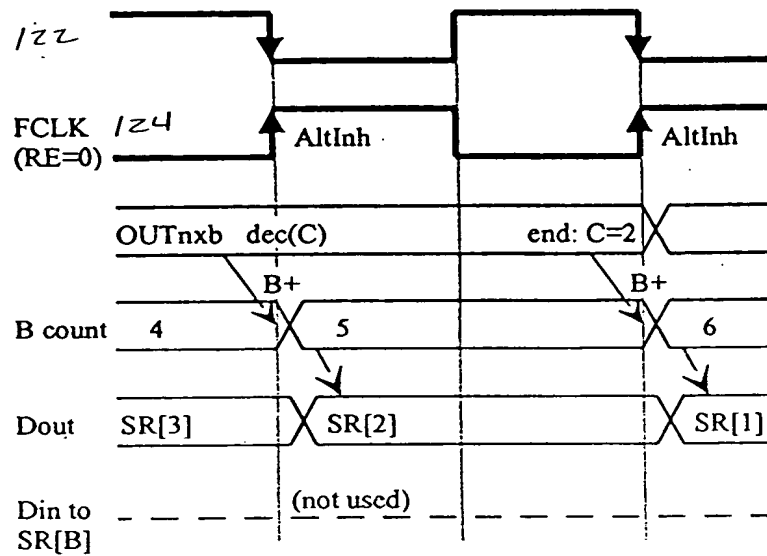 122
FCLK 124
(RE=0)
AltInh
AltInh
OUTnxb dec(C)
end: C=2
B+
B+
B count
4
5
6
Dout
SR[3]
SR[2]
SR[1]
Din to
SR[B]
(not used)